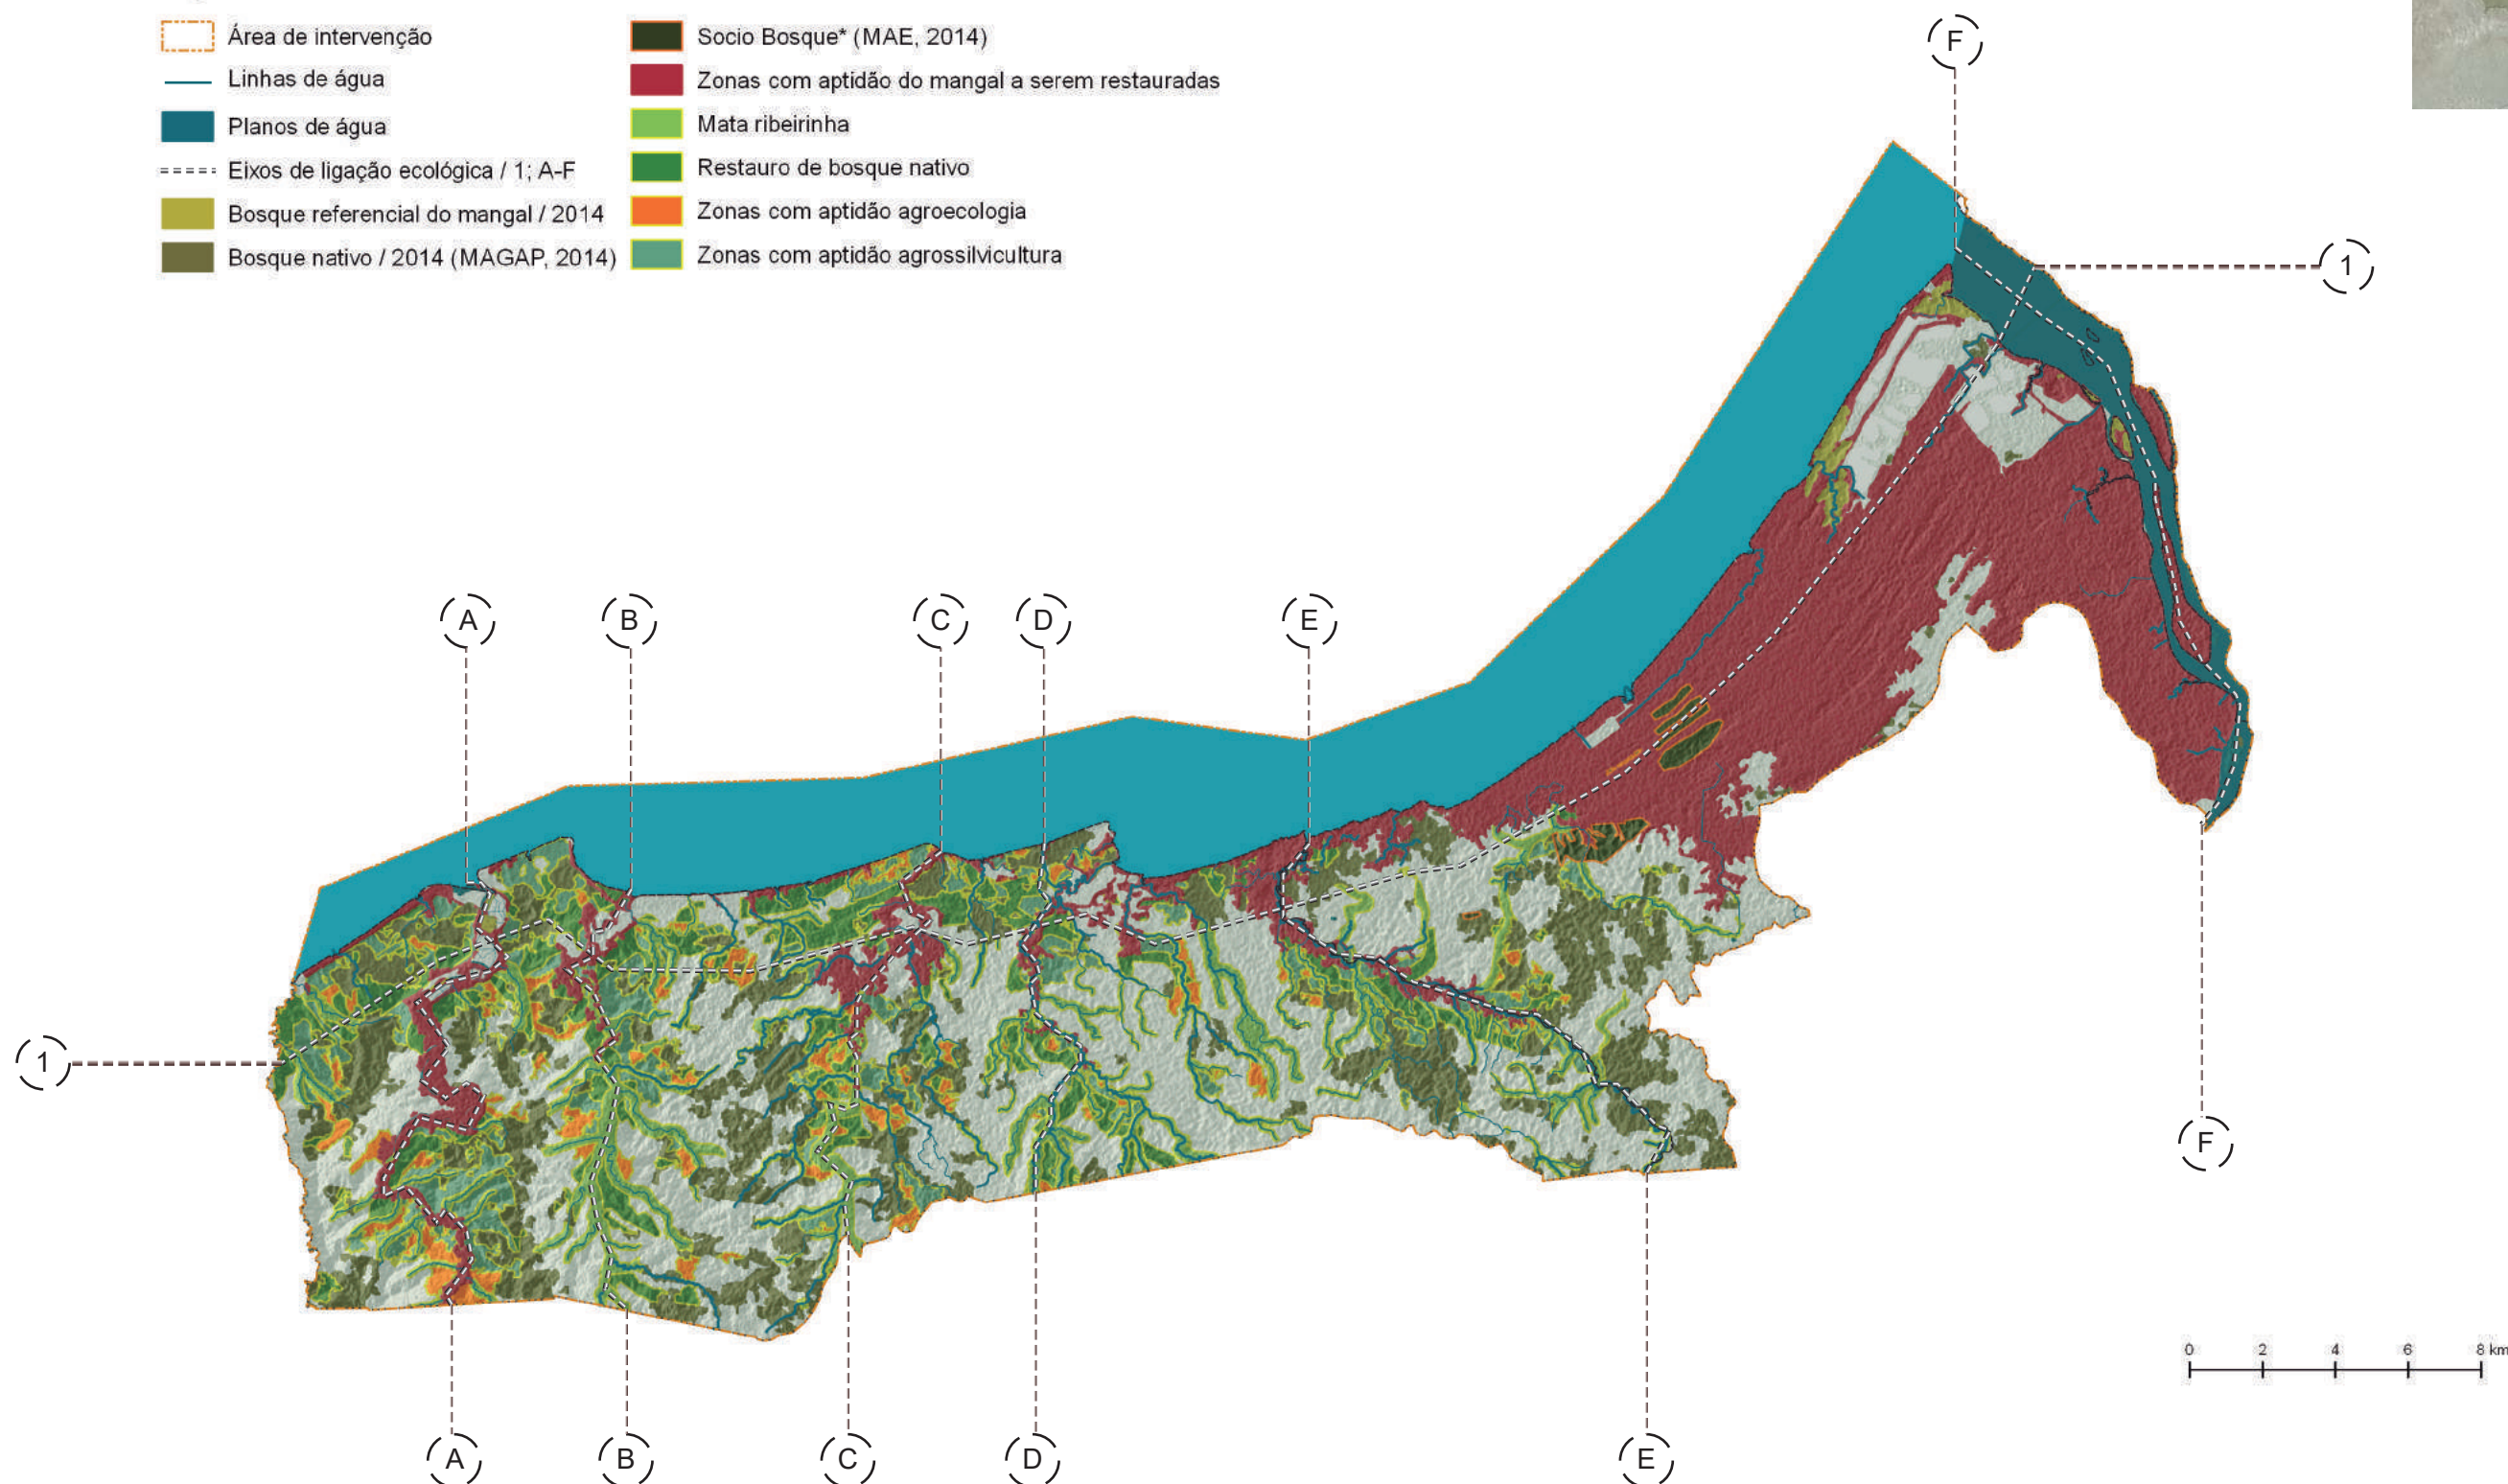 Área de intervenção
Linhas de água
Planos de água
Eixos de ligação ecológica / 1; A-F
Bosque referencial do mangal / 2014
Bosque nativo / 2014 (MAGAP, 2014)
Socio Bosque* (MAE, 2014)
Zonas com aptidão do mangal a serem restauradas
Mata ribeirinha
Restauro de bosque nativo
Zonas com aptidão agroecologia
Zonas com aptidão agrossilvicultura
F
1
A
B
C
D
E
1
F
0 2 4 6 8 km
A
B
C
D
E